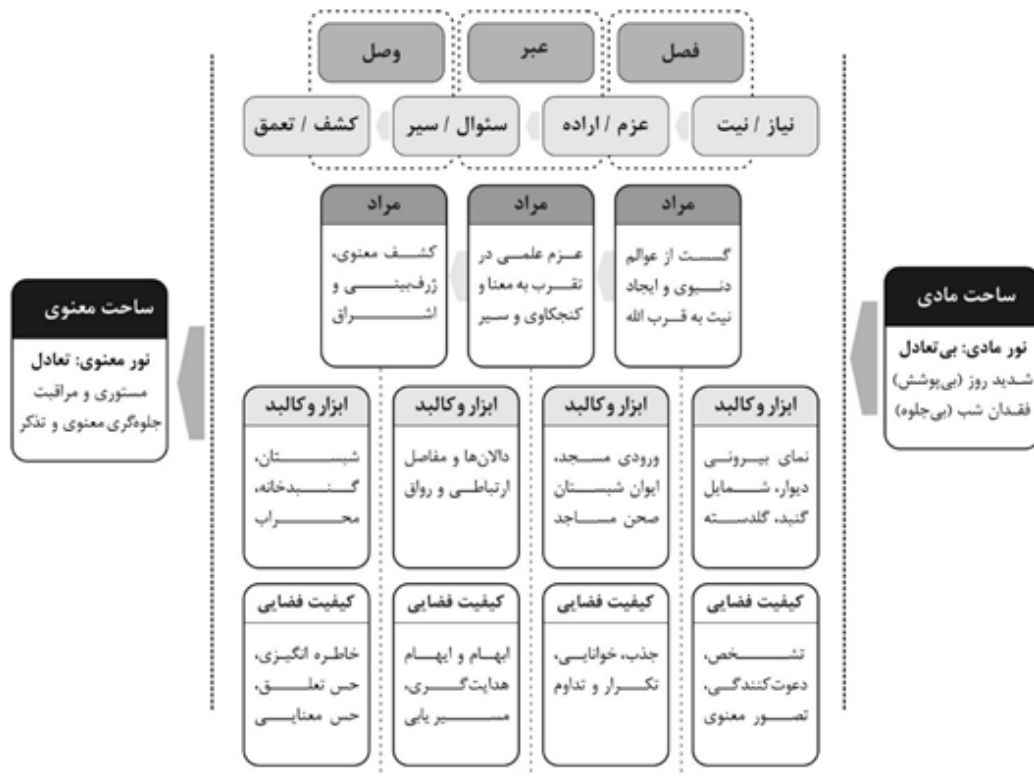 فصل
عبر
وصل
نیاز / نیت
عزم / اراده
سئوال / سیر
کشف / تعمق
مراد
گسست از عوالم
دنیوی و ایجاد
نیت به قرب الله
مراد
عزم علمی در
تقرب به معنا و
کنجکاوی و سیر
مراد
کشف معنوی،
ژرف‌بینی و
اشراق
ساحت مادی
نور مادی: بی‌تعادل
شدید روز (بی‌پوشش)
فقدان شب (بی‌جلوه)
ساحت معنوی
نور معنوی: تعادل
مستوری و مراقبت
جلوه‌گری معنوی و تذکر
ابزار و کالبد
نمای بیرونی
دیوار، شمایل
گنبد، گلدسته
ابزار و کالبد
ورودی مسجد،
ایوان شبستان
صحن مساجد
ابزار و کالبد
دالان‌ها و مفاصل
ارتباطی و رواق
ابزار و کالبد
شبستان،
گنبدخانه،
محراب
کیفیت فضایی
تشخص،
دعوت‌کنندگی،
تصور معنوی
کیفیت فضایی
جذب، خوانایی،
تکرار و تداوم
کیفیت فضایی
ابهام و ایهام
هدایت‌گری،
مسیر یابی
کیفیت فضایی
خاطره انگیزی،
حس تعلق،
حس معنایی